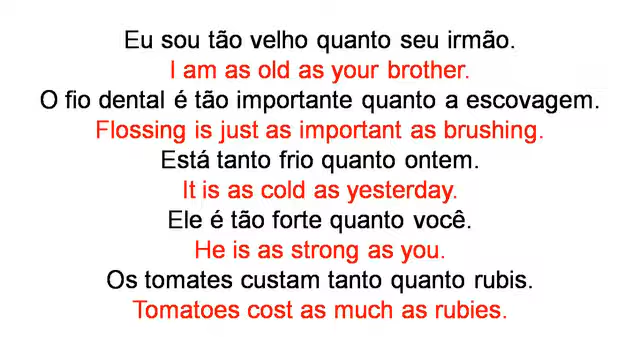 Eu sou tão velho quanto seu irmão.
I am as old as your brother.
O fio dental é tão importante quanto a escovagem.
Flossing is just as important as brushing.
Está tanto frio quanto ontem.
It is as cold as yesterday.
Ele é tão forte quanto você.
He is as strong as you.
Os tomates custam tanto quanto rubis.
Tomatoes cost as much as rubies.